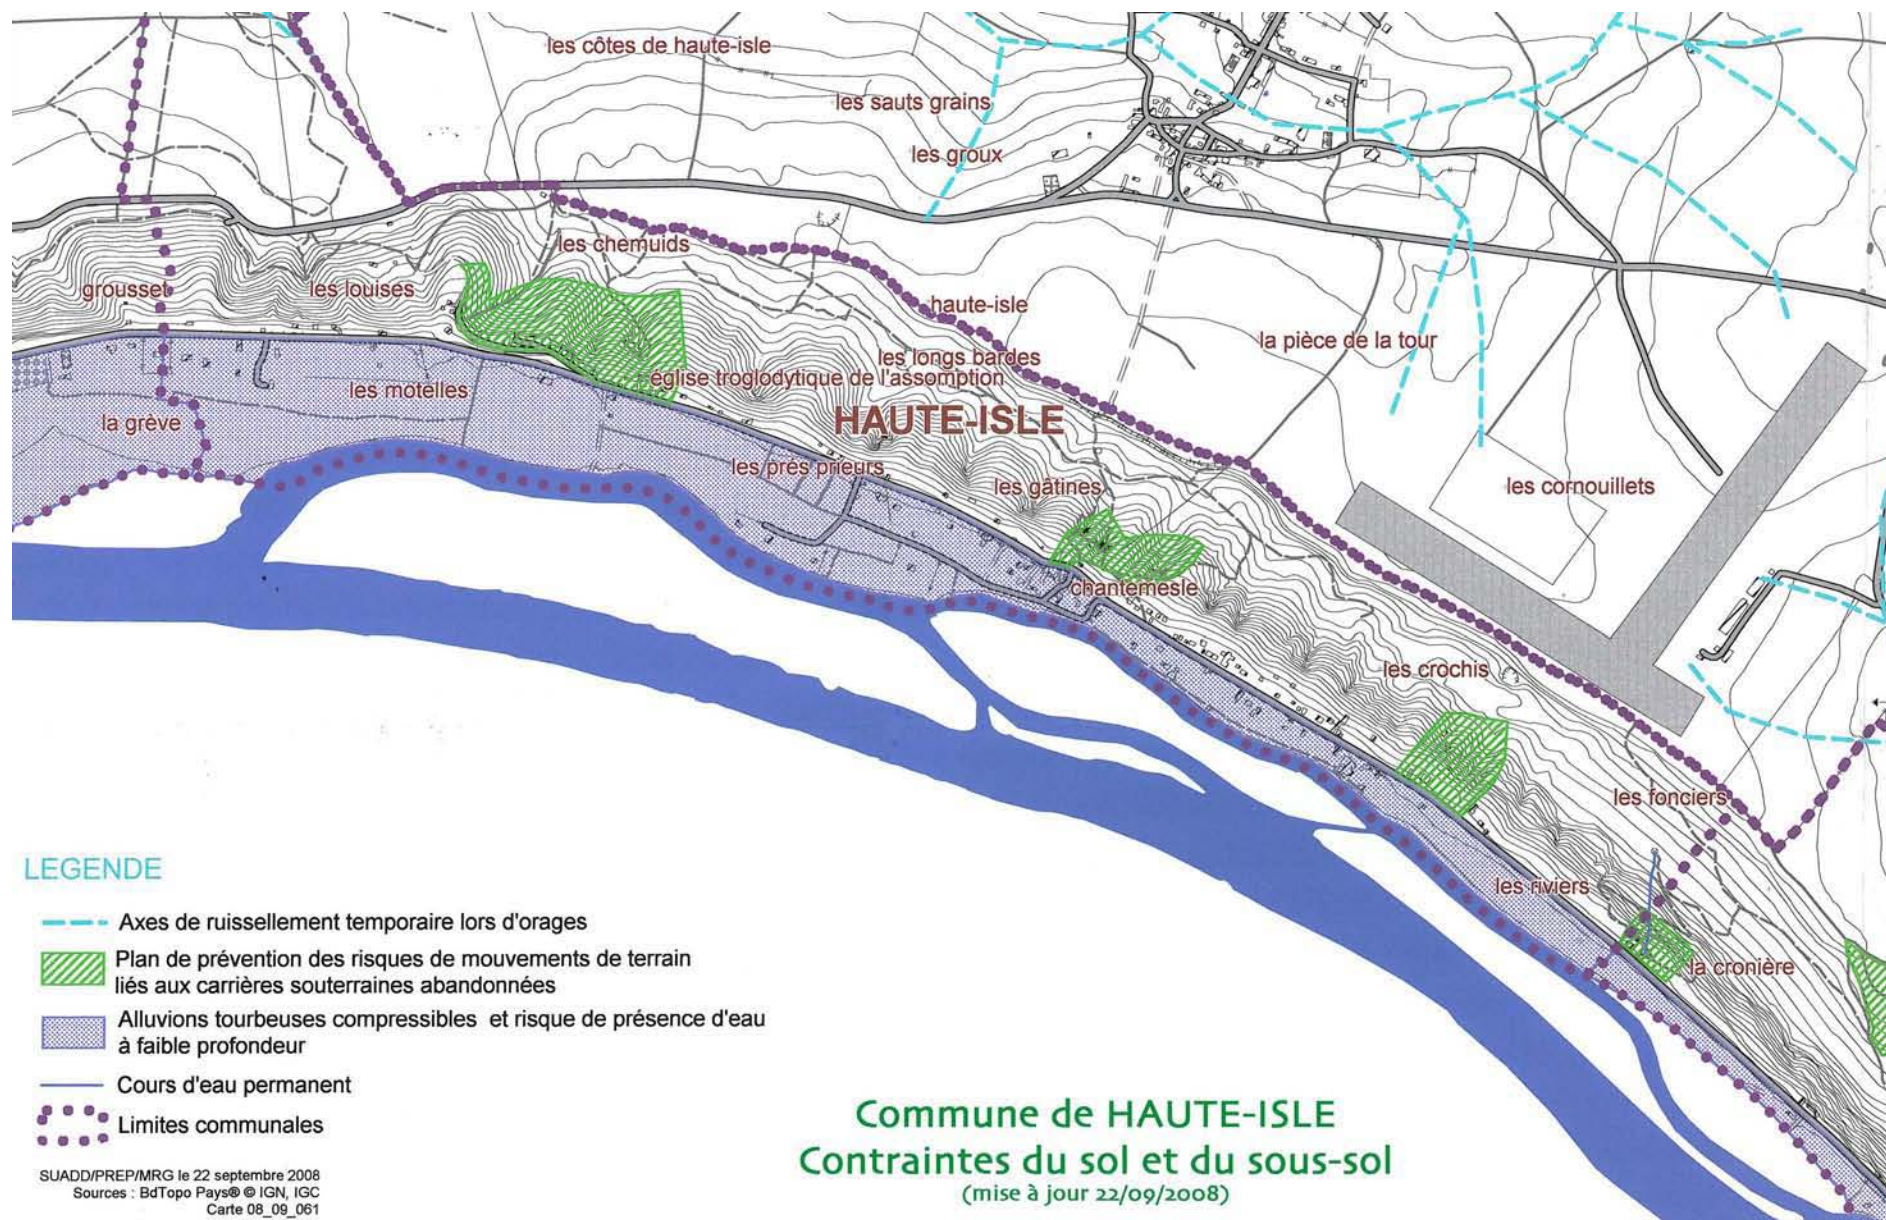 les côtes de haute-isle
les sauts grains
les groux
les chemuids
grousset
les louises
haute-isle
la pièce de la tour
les longs bardes
église troglodytique de l'assomption
les motelles
la grève
HAUTE-ISLE
les prés prieurs
les gâtines
les cornouillets
chantemesle
les crochis
les fonciers
les riviers
la cronière
LEGENDE
Axes de ruissellement temporaire lors d'orages
Plan de prévention des risques de mouvements de terrain
liés aux carrières souterraines abandonnées
Alluvions tourbeuses compressibles et risque de présence d'eau
à faible profondeur
Cours d'eau permanent
Limites communales
SUADD/PREP/MRG le 22 septembre 2008
Sources : BdTopo Pays® © IGN, IGC
Carte 08_09_061
Commune de HAUTE-ISLE
Contraintes du sol et du sous-sol
(mise à jour 22/09/2008)